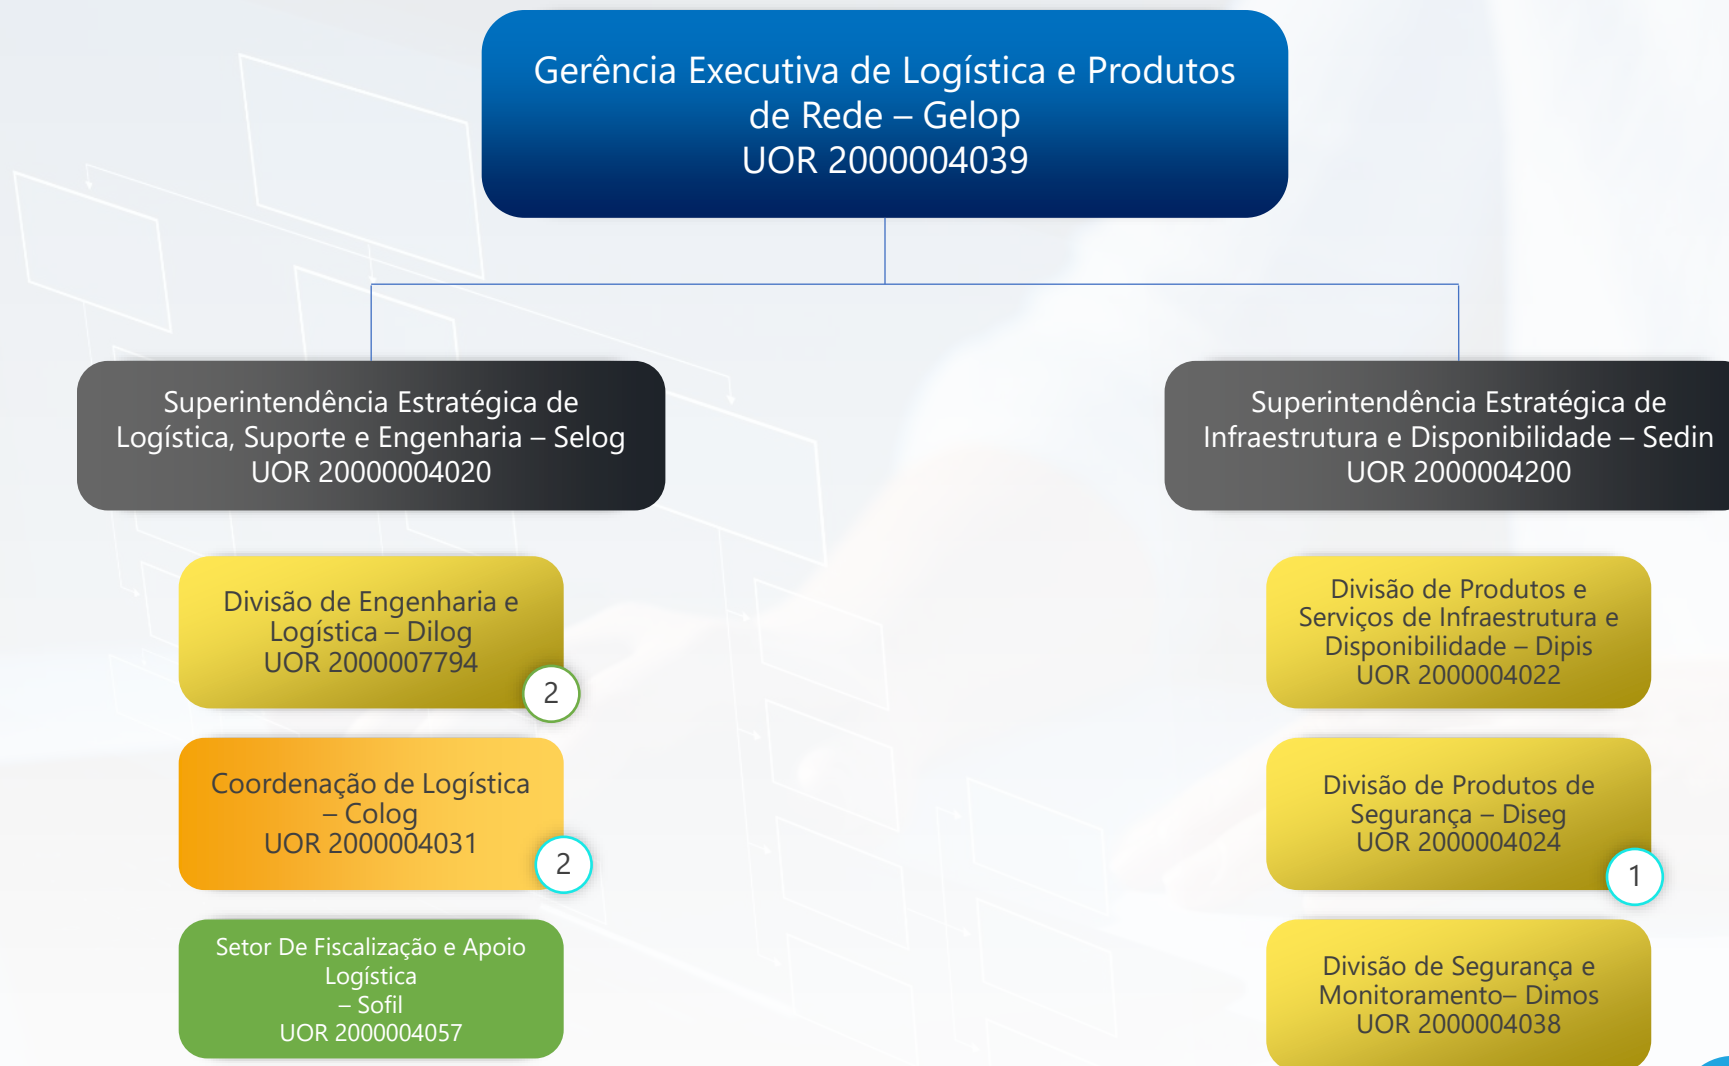 Gerência Executiva de Logística e Produtos
de Rede – Gelop
UOR 2000004039
Superintendência Estratégica de
Logística, Suporte e Engenharia – Selog
UOR 20000004020
Superintendência Estratégica de
Infraestrutura e Disponibilidade – Sedin
UOR 2000004200
Divisão de Engenharia e
Logística – Dilog
UOR 2000007794
2
Coordenação de Logística
– Colog
UOR 2000004031
2
Setor De Fiscalização e Apoio
Logística
– Sofil
UOR 2000004057
Divisão de Produtos e
Serviços de Infraestrutura e
Disponibilidade – Dipis
UOR 2000004022
Divisão de Produtos de
Segurança – Diseg
UOR 2000004024
1
Divisão de Segurança e
Monitoramento– Dimos
UOR 2000004038